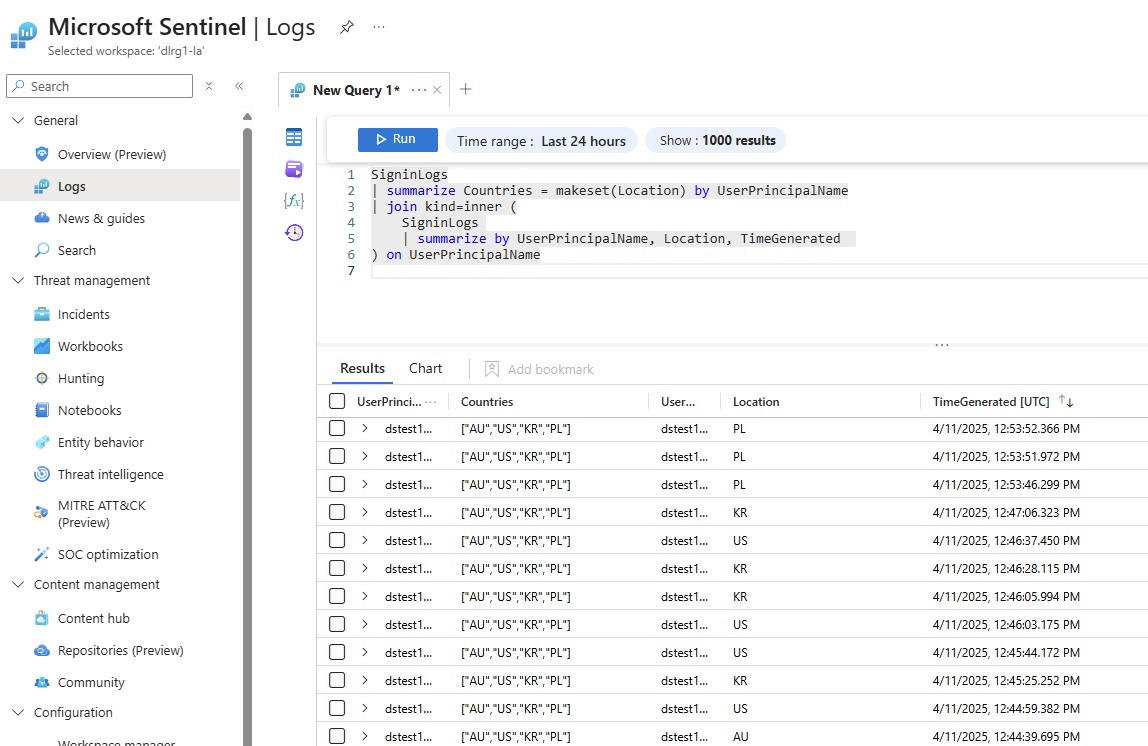 Microsoft Sentinel | Logs ...
Selected workspace: 'dlrg1-la'
Search
General
Overview (Preview)
Logs
News & guides
Search
Threat management
Incidents
Workbooks
Hunting
Notebooks
Entity behavior
Threat intelligence
MITRE ATT&CK
(Preview)
SOC optimization
Content management
Content hub
Repositories (Preview)
Community
Configuration
Workspace manager
New Query 1* ...
Run Time range : Last 24 hours Show : 1000 results
1 SigninLogs
2 | summarize Countries = makeset(Location) by UserPrincipalName
3 | join kind=inner (
4 SigninLogs
5 | summarize by UserPrincipalName, Location, TimeGenerated
6 ) on UserPrincipalName
7
Results Chart Add bookmark
UserPrinci... ... Countries User... Location TimeGenerated [UTC]
dstest1... ["AU","US","KR","PL"] dstest1... PL 4/11/2025, 12:53:52.366 PM
dstest1... ["AU","US","KR","PL"] dstest1... PL 4/11/2025, 12:53:51.972 PM
dstest1... ["AU","US","KR","PL"] dstest1... PL 4/11/2025, 12:53:46.299 PM
dstest1... ["AU","US","KR","PL"] dstest1... KR 4/11/2025, 12:47:06.323 PM
dstest1... ["AU","US","KR","PL"] dstest1... US 4/11/2025, 12:46:37.450 PM
dstest1... ["AU","US","KR","PL"] dstest1... KR 4/11/2025, 12:46:28.115 PM
dstest1... ["AU","US","KR","PL"] dstest1... KR 4/11/2025, 12:46:05.994 PM
dstest1... ["AU","US","KR","PL"] dstest1... US 4/11/2025, 12:46:03.175 PM
dstest1... ["AU","US","KR","PL"] dstest1... US 4/11/2025, 12:45:44.172 PM
dstest1... ["AU","US","KR","PL"] dstest1... KR 4/11/2025, 12:45:25.252 PM
dstest1... ["AU","US","KR","PL"] dstest1... US 4/11/2025, 12:44:59.382 PM
dstest1... ["AU","US","KR","PL"] dstest1... AU 4/11/2025, 12:44:39.695 PM